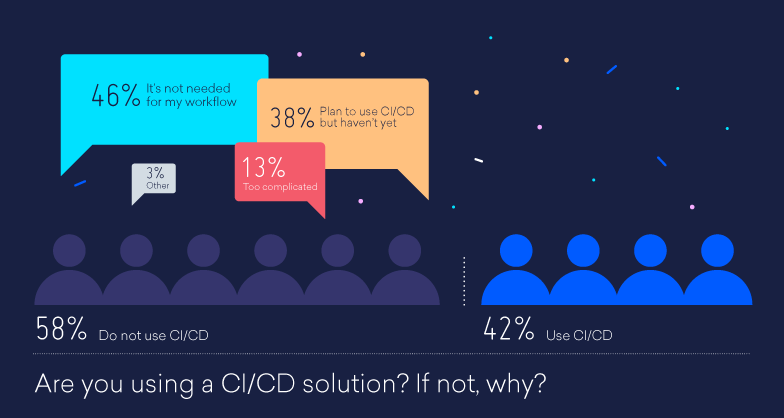 46% It's not needed
for my workflow
38% Plan to use CI/CD
but haven't yet
13%
Too complicated
3%
Other
58% Do not use CI/CD
42% Use CI/CD
Are you using a CI/CD solution? If not, why?